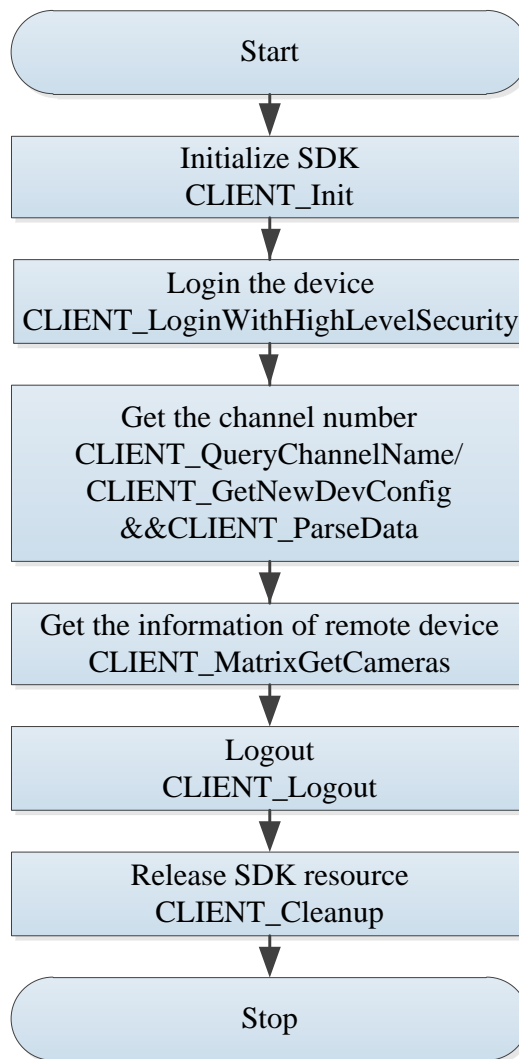 Start
Initialize SDK
CLIENT_Init
Login the device
CLIENT_LoginWithHighLevelSecurity
Get the channel number
CLIENT_QueryChannelName/
CLIENT_GetNewDevConfig
&&CLIENT_ParseData
Get the information of remote device
CLIENT_MatrixGetCameras
Logout
CLIENT_Logout
Release SDK resource
CLIENT_Cleanup
Stop